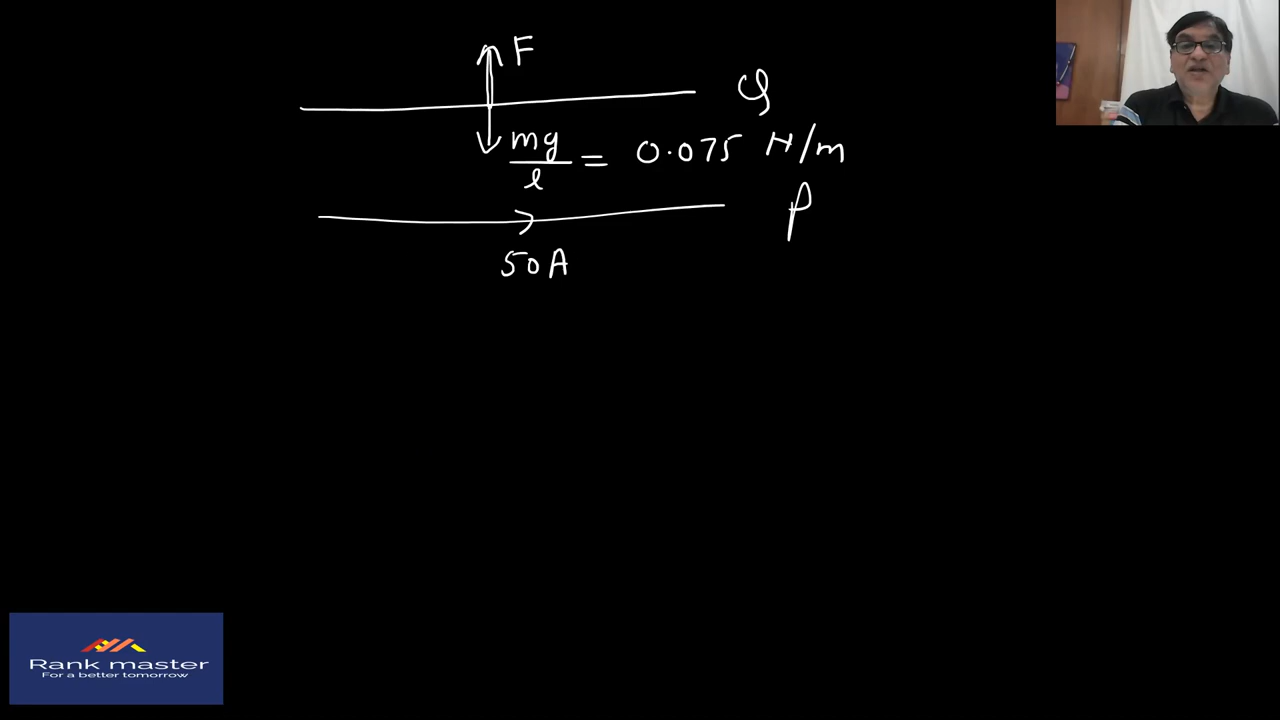 F
Q
mg/l = 0.075 N/m
P
50A
Rank master
For a better tomorrow